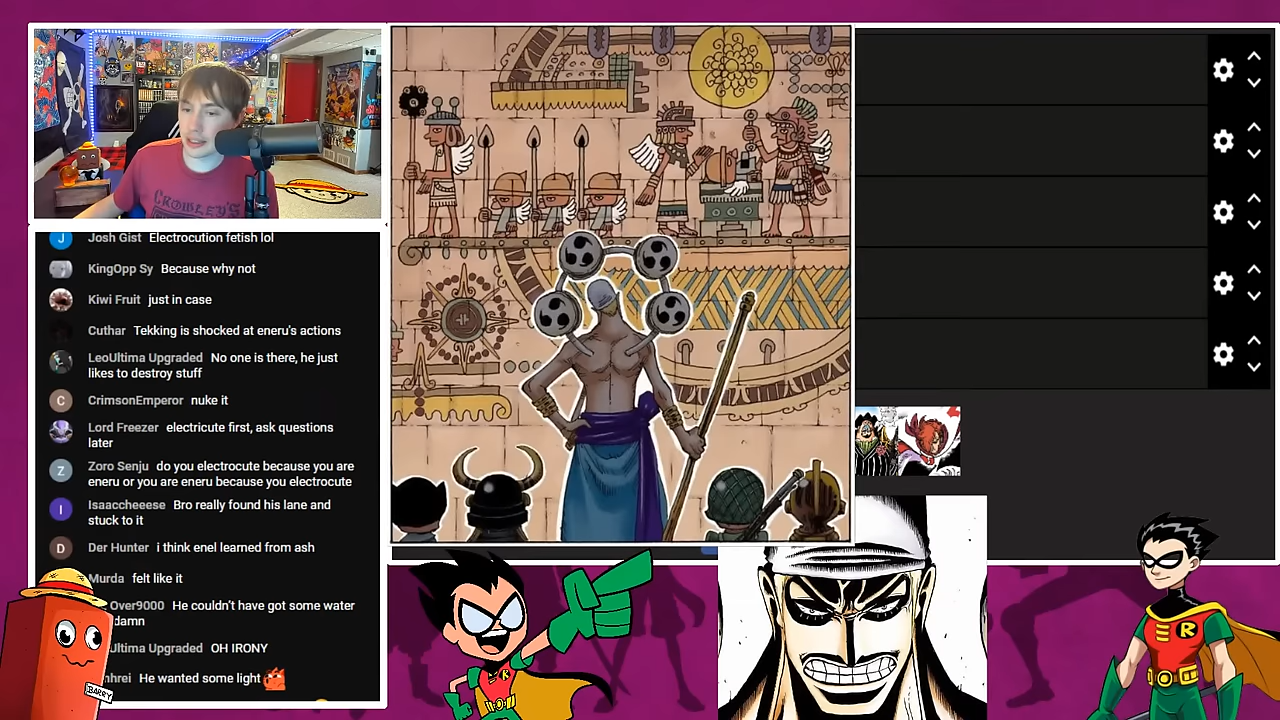 CROWLEY'S
Josh Gist Electrocution fetish lol
KingOpp Sy Because why not
Kiwi Fruit just in case
Cuthar Tekking is shocked at eneru's actions
LeoUltima Upgraded No one is there, he just
likes to destroy stuff
C CrimsonEmperor nuke it
Lord Freezer electricute first, ask questions
later
Z Zoro Senju do you electrocute because you are
eneru or you are eneru because you electrocute
I Isaaccheeese Bro really found his lane and
stuck to it
D Der Hunter i think enel learned from ash
Murda felt like it
Over9000 He couldn't have got some water
damn
Ultima Upgraded OH IRONY
hrei He wanted some light
BARRY
R
R